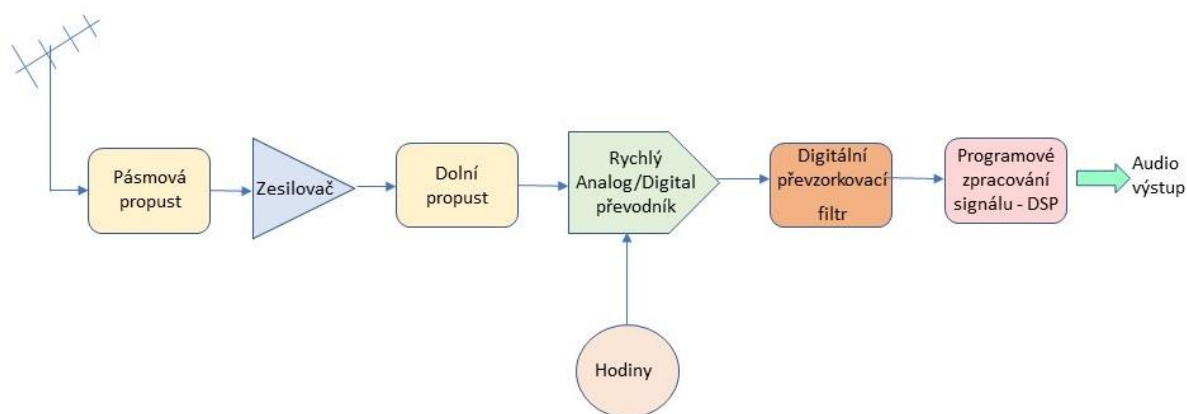 Pásmová
propust
Zesilovač
Dolní
propust
Rychlý
Analog/Digital
převodník
Digitální
převzorkovací
filtr
Programové
zpracování
signálu - DSP
Audio
výstup
Hodiny